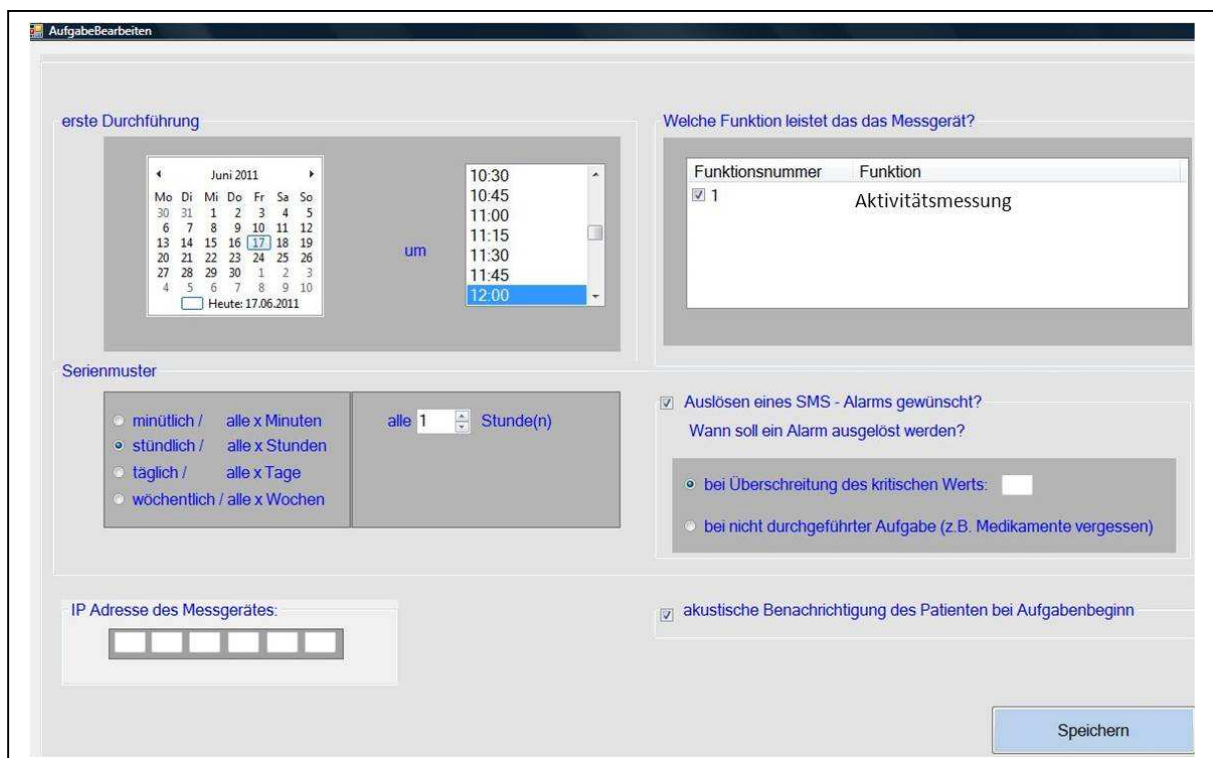 AufgabeBearbeiten
erste Durchführung
Juni 2011
Mo Di Mi Do Fr Sa So
30 31 1 2 3 4 5
6 7 8 9 10 11 12
13 14 15 16 17 18 19
20 21 22 23 24 25 26
27 28 29 30 1 2 3
4 5 6 7 8 9 10
Heute: 17.06.2011
um
10:30
10:45
11:00
11:15
11:30
11:45
12:00
Welche Funktion leistet das das Messgerät?
Funktionsnummer Funktion
1 Aktivitätsmessung
Serienmuster
minütlich / alle x Minuten
stündlich / alle x Stunden
täglich / alle x Tage
wöchentlich / alle x Wochen
alle 1 Stunde(n)
Auslösen eines SMS - Alarms gewünscht?
Wann soll ein Alarm ausgelöst werden?
bei Überschreitung des kritischen Werts:
bei nicht durchgeführter Aufgabe (z.B. Medikamente vergessen)
IP Adresse des Messgerätes:
akustische Benachrichtigung des Patienten bei Aufgabenbeginn
Speichern